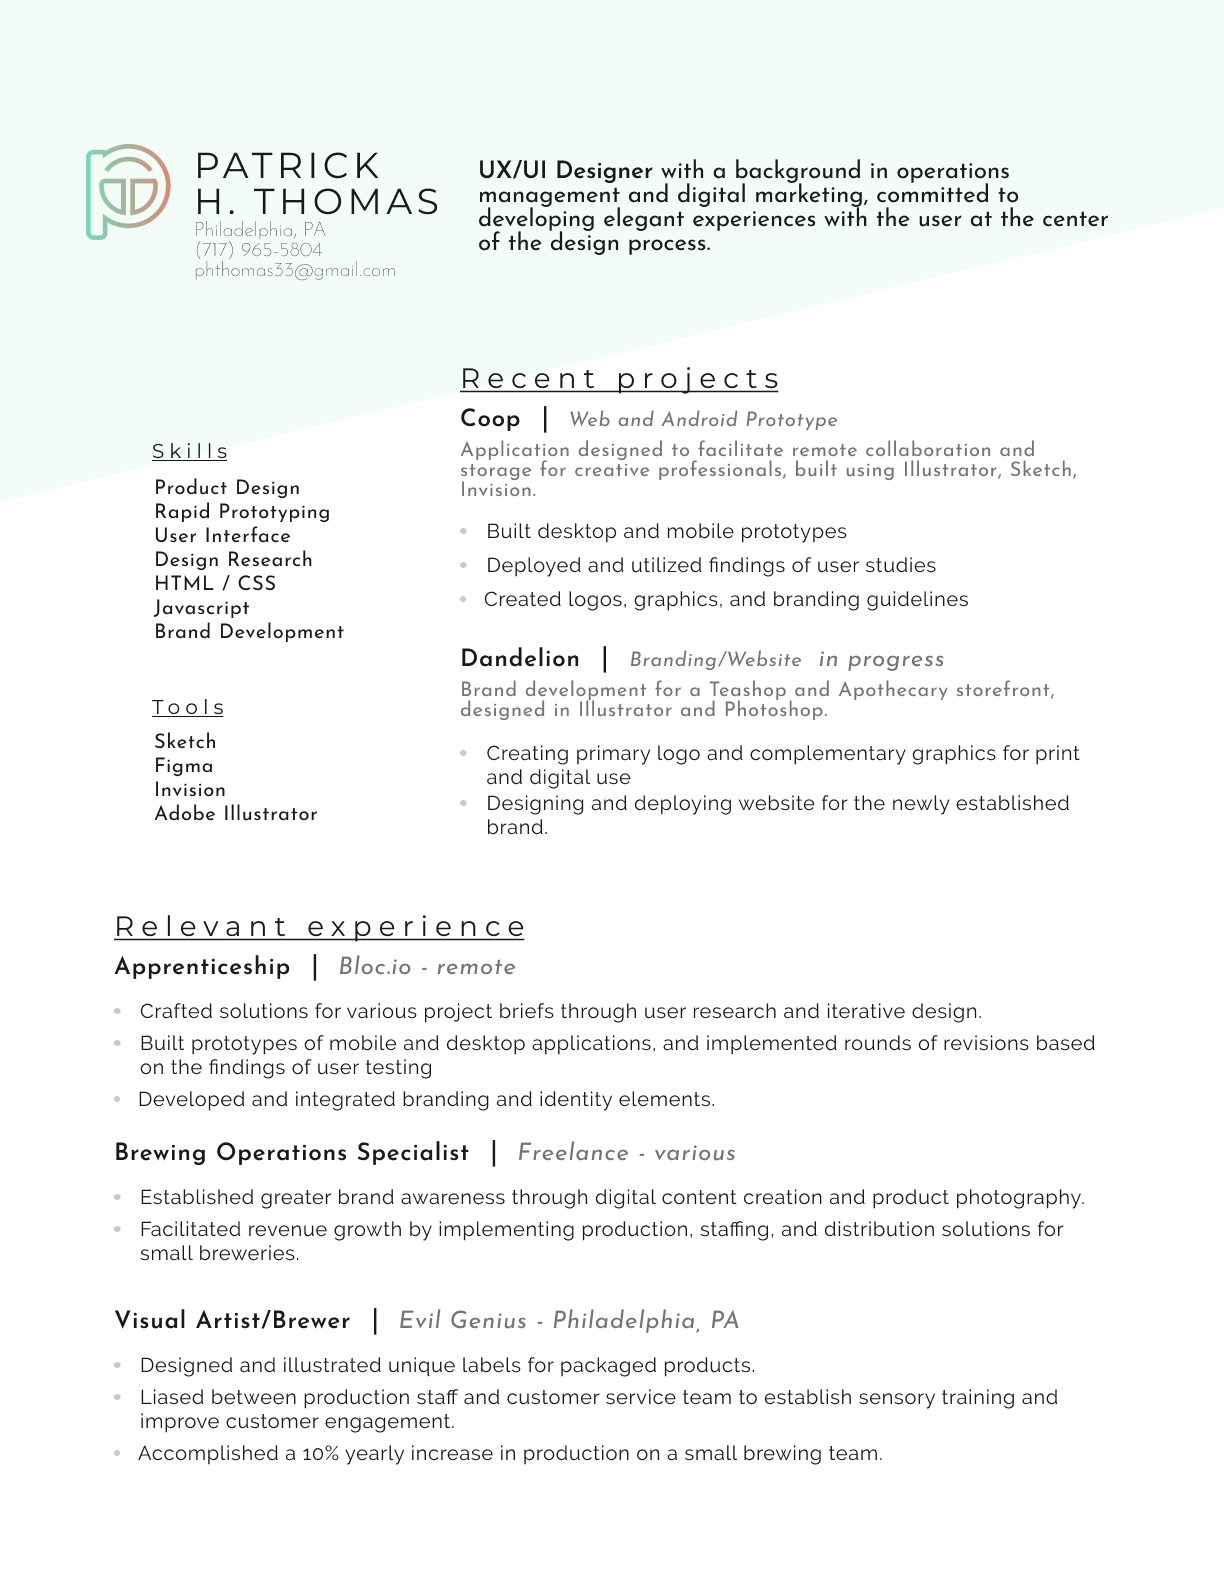 PATRICK
H. THOMAS
Philadelphia, PA
(717) 965-5804
phthomas33@gmail.com
UX/UI Designer with a background in operations
management and digital marketing, committed to
developing elegant experiences with the user at the center
of the design process.
Skills
Product Design
Rapid Prototyping
User Interface
Design Research
HTML / CSS
Javascript
Brand Development
Tools
Sketch
Figma
Invision
Adobe Illustrator
Recent projects
Coop | Web and Android Prototype
Application designed to facilitate remote collaboration and
storage for creative professionals, built using Illustrator, Sketch,
Invision.
• Built desktop and mobile prototypes
• Deployed and utilized findings of user studies
• Created logos, graphics, and branding guidelines
Dandelion | Branding/Website in progress
Brand development for a Teashop and Apothecary storefront,
designed in Illustrator and Photoshop.
• Creating primary logo and complementary graphics for print
and digital use
• Designing and deploying website for the newly established
brand.
Relevant experience
Apprenticeship | Bloc.io - remote
• Crafted solutions for various project briefs through user research and iterative design.
• Built prototypes of mobile and desktop applications, and implemented rounds of revisions based
on the findings of user testing
• Developed and integrated branding and identity elements.
Brewing Operations Specialist | Freelance - various
• Established greater brand awareness through digital content creation and product photography.
• Facilitated revenue growth by implementing production, staffing, and distribution solutions for
small breweries.
Visual Artist/Brewer | Evil Genius - Philadelphia, PA
• Designed and illustrated unique labels for packaged products.
• Liased between production staff and customer service team to establish sensory training and
improve customer engagement.
• Accomplished a 10% yearly increase in production on a small brewing team.